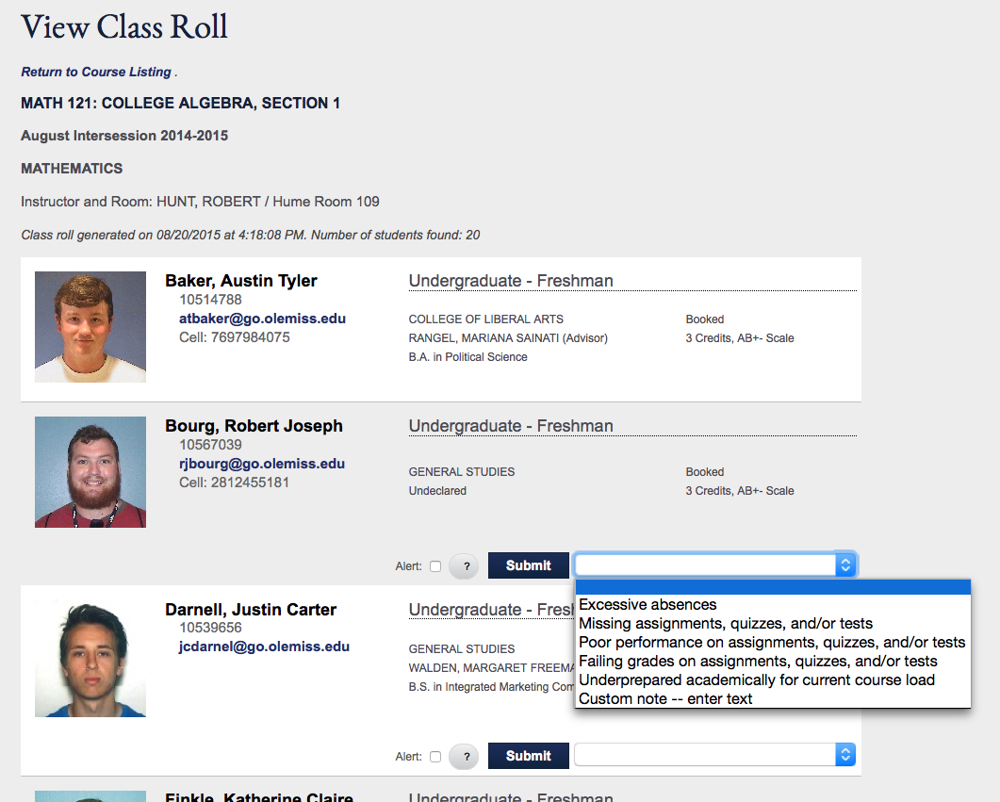 View Class Roll
Return to Course Listing .
MATH 121: COLLEGE ALGEBRA, SECTION 1
August Intersession 2014-2015
MATHEMATICS
Instructor and Room: HUNT, ROBERT / Hume Room 109
Class roll generated on 08/20/2015 at 4:18:08 PM. Number of students found: 20
Baker, Austin Tyler
10514788
atbaker@go.olemiss.edu
Cell: 7697984075
Undergraduate - Freshman
COLLEGE OF LIBERAL ARTS
RANGEL, MARIANA SAINATI (Advisor)
B.A. in Political Science
Booked
3 Credits, AB+- Scale
Bourg, Robert Joseph
10567039
rjbourg@go.olemiss.edu
Cell: 2812455181
Undergraduate - Freshman
GENERAL STUDIES
Undeclared
Booked
3 Credits, AB+- Scale
Alert: ? Submit
Excessive absences
Missing assignments, quizzes, and/or tests
Poor performance on assignments, quizzes, and/or tests
Failing grades on assignments, quizzes, and/or tests
Underprepared academically for current course load
Custom note -- enter text
Darnell, Justin Carter
10539656
jcdarnel@go.olemiss.edu
Undergraduate - Fresh
GENERAL STUDIES
WALDEN, MARGARET FREEMA
B.S. in Integrated Marketing Com
Alert: ? Submit
Finkle, Katherine Claire
Undergraduate - Freshman